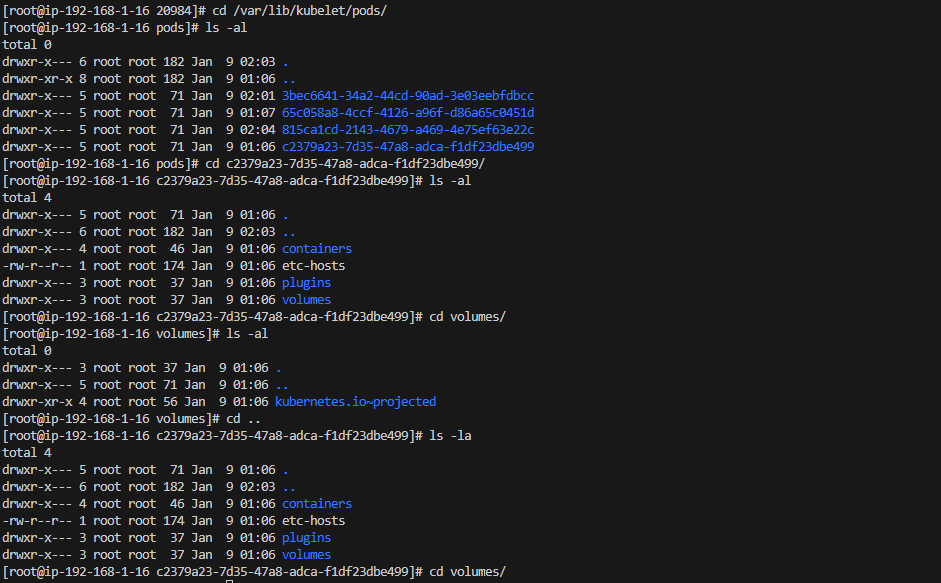 [root@ip-192-168-1-16 20984]# cd /var/lib/kubelet/pods/
[root@ip-192-168-1-16 pods]# ls -al
total 0
drwxr-x--- 6 root root 182 Jan  9 02:03 .
drwxr-xr-x 8 root root 182 Jan  9 01:06 ..
drwxr-x--- 5 root root  71 Jan  9 02:01 3bec6641-34a2-44cd-90ad-3e03eebfdbcc
drwxr-x--- 5 root root  71 Jan  9 01:07 65c058a8-4ccf-4126-a96f-d86a65c0451d
drwxr-x--- 5 root root  71 Jan  9 02:04 815ca1cd-2143-4679-a469-4e75ef63e22c
drwxr-x--- 5 root root  71 Jan  9 01:06 c2379a23-7d35-47a8-adca-f1df23dbe499
[root@ip-192-168-1-16 pods]# cd c2379a23-7d35-47a8-adca-f1df23dbe499/
[root@ip-192-168-1-16 c2379a23-7d35-47a8-adca-f1df23dbe499]# ls -al
total 4
drwxr-x--- 5 root root  71 Jan  9 01:06 .
drwxr-x--- 6 root root 182 Jan  9 02:03 ..
drwxr-x--- 4 root root  46 Jan  9 01:06 containers
-rw-r--r-- 1 root root 174 Jan  9 01:06 etc-hosts
drwxr-x--- 3 root root  37 Jan  9 01:06 plugins
drwxr-x--- 3 root root  37 Jan  9 01:06 volumes
[root@ip-192-168-1-16 c2379a23-7d35-47a8-adca-f1df23dbe499]# cd volumes/
[root@ip-192-168-1-16 volumes]# ls -al
total 0
drwxr-x--- 3 root root 37 Jan  9 01:06 .
drwxr-x--- 5 root root 71 Jan  9 01:06 ..
drwxr-xr-x 4 root root 56 Jan  9 01:06 kubernetes.io~projected
[root@ip-192-168-1-16 volumes]# cd ..
[root@ip-192-168-1-16 c2379a23-7d35-47a8-adca-f1df23dbe499]# ls -la
total 4
drwxr-x--- 5 root root  71 Jan  9 01:06 .
drwxr-x--- 6 root root 182 Jan  9 02:03 ..
drwxr-x--- 4 root root  46 Jan  9 01:06 containers
-rw-r--r-- 1 root root 174 Jan  9 01:06 etc-hosts
drwxr-x--- 3 root root  37 Jan  9 01:06 plugins
drwxr-x--- 3 root root  37 Jan  9 01:06 volumes
[root@ip-192-168-1-16 c2379a23-7d35-47a8-adca-f1df23dbe499]# cd volumes/